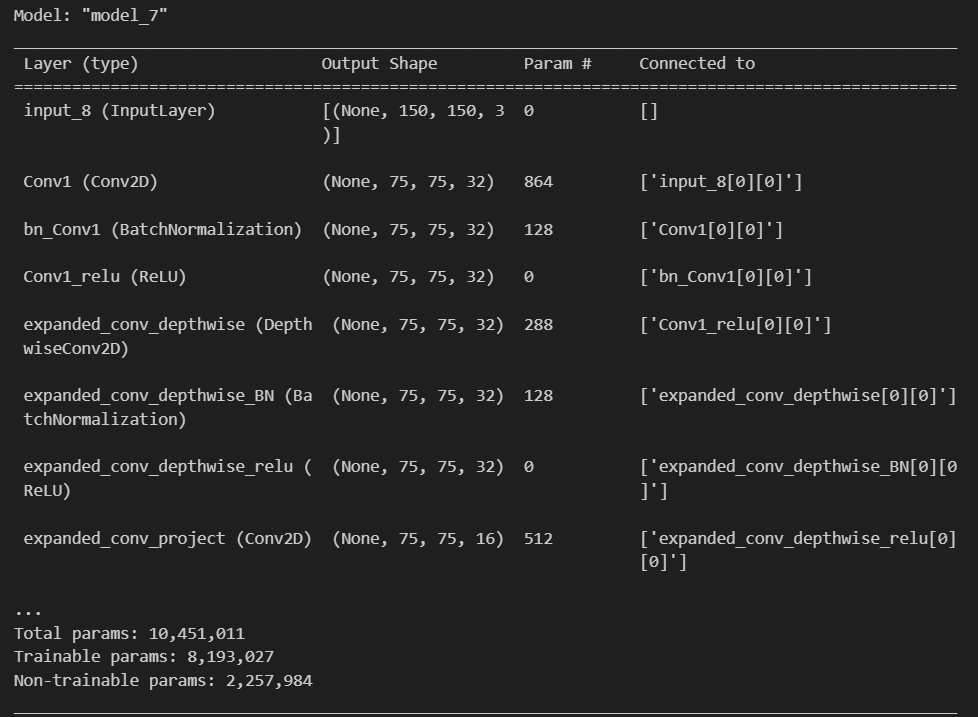 Model: "model_7"
Layer (type) Output Shape Param # Connected to
input_8 (InputLayer) [(None, 150, 150, 3 0 []
)]
Conv1 (Conv2D) (None, 75, 75, 32) 864 ['input_8[0][0]']
bn_Conv1 (BatchNormalization) (None, 75, 75, 32) 128 ['Conv1[0][0]']
Conv1_relu (ReLU) (None, 75, 75, 32) 0 ['bn_Conv1[0][0]']
expanded_conv_depthwise (Depth (None, 75, 75, 32) 288 ['Conv1_relu[0][0]']
wiseConv2D)
expanded_conv_depthwise_BN (Ba (None, 75, 75, 32) 128 ['expanded_conv_depthwise[0][0]']
tchNormalization)
expanded_conv_depthwise_relu ( (None, 75, 75, 32) 0 ['expanded_conv_depthwise_BN[0][0
ReLU) ]']
expanded_conv_project (Conv2D) (None, 75, 75, 16) 512 ['expanded_conv_depthwise_relu[0]
[0]']
...
Total params: 10,451,011
Trainable params: 8,193,027
Non-trainable params: 2,257,984